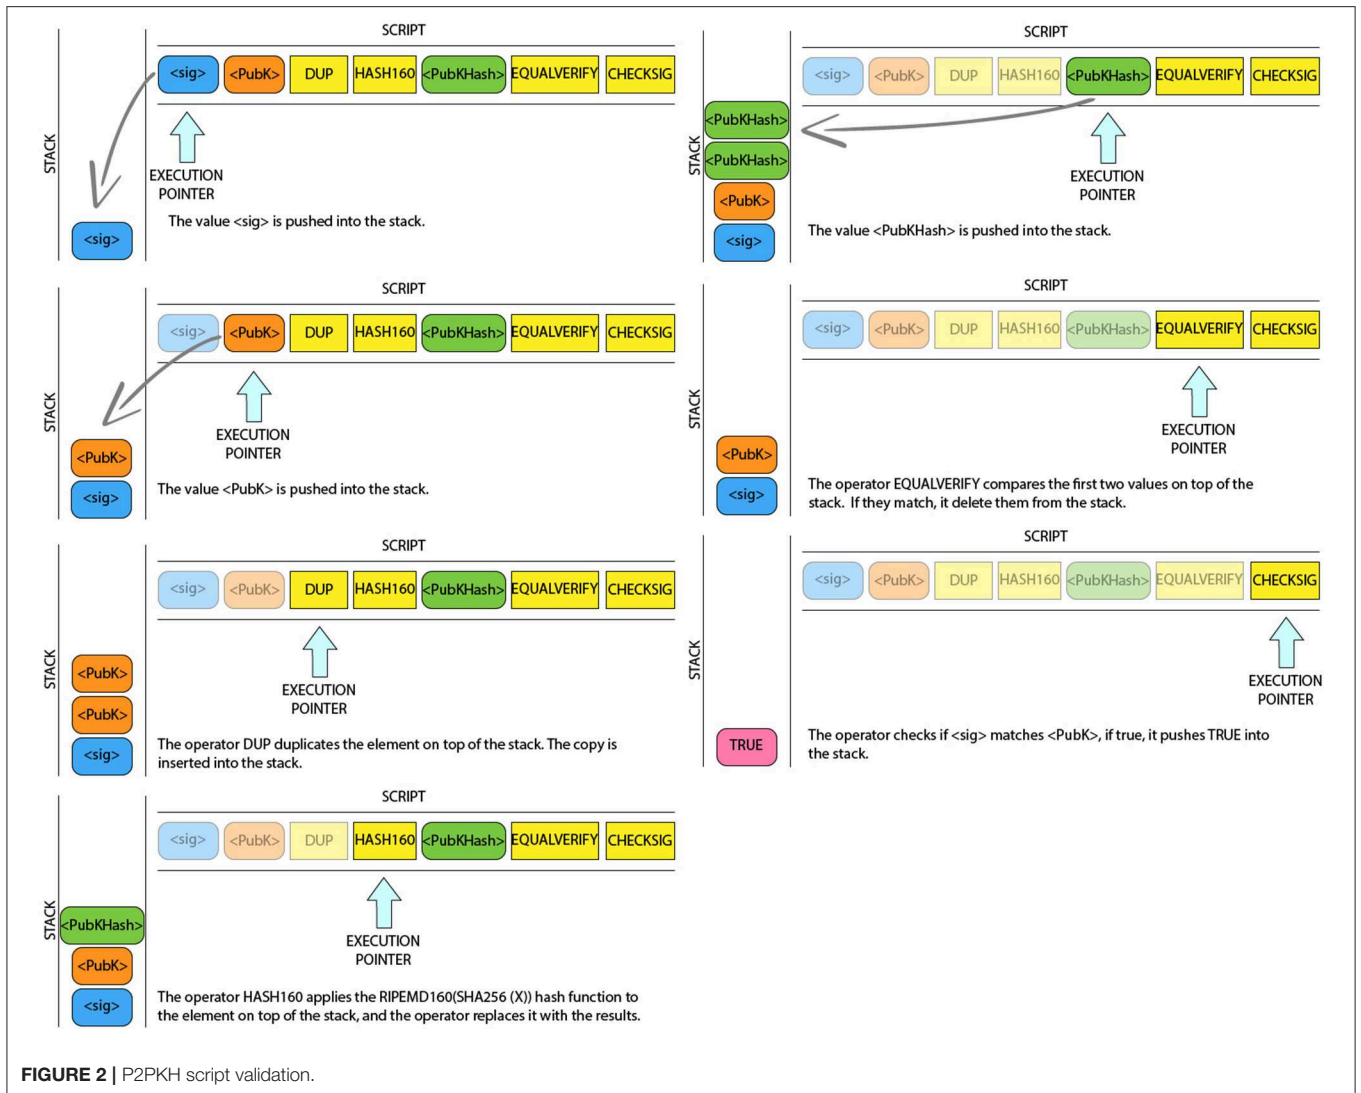 SCRIPT
<sig> <PubK> DUP HASH160 <PubKHash> EQUALVERIFY CHECKSIG
STACK
EXECUTION
POINTER
The value <sig> is pushed into the stack.
<sig>
SCRIPT
<sig> <PubK> DUP HASH160 <PubKHash> EQUALVERIFY CHECKSIG
STACK
EXECUTION
POINTER
<PubK>
The value <PubK> is pushed into the stack.
<sig>
SCRIPT
<sig> <PubK> DUP HASH160 <PubKHash> EQUALVERIFY CHECKSIG
STACK
<PubK>
EXECUTION
POINTER
<PubK>
<sig>
The operator DUP duplicates the element on top of the stack. The copy is
inserted into the stack.
SCRIPT
<sig> <PubK> DUP HASH160 <PubKHash> EQUALVERIFY CHECKSIG
STACK
<PubKHash>
EXECUTION
POINTER
<PubK>
<sig>
The operator HASH160 applies the RIPEMD160(SHA256 (X)) hash function to
the element on top of the stack, and the operator replaces it with the results.
SCRIPT
<sig> <PubK> DUP HASH160 <PubKHash> EQUALVERIFY CHECKSIG
STACK
<PubKHash>
<PubKHash>
EXECUTION
POINTER
<PubK>
<sig>
The value <PubKHash> is pushed into the stack.
SCRIPT
<sig> <PubK> DUP HASH160 <PubKHash> EQUALVERIFY CHECKSIG
STACK
EXECUTION
POINTER
<PubK>
<sig>
The operator EQUALVERIFY compares the first two values on top of the
stack. If they match, it delete them from the stack.
SCRIPT
<sig> <PubK> DUP HASH160 <PubKHash> EQUALVERIFY CHECKSIG
STACK
EXECUTION
POINTER
TRUE
The operator checks if <sig> matches <PubK>, if true, it pushes TRUE into
the stack.
FIGURE 2 | P2PKH script validation.